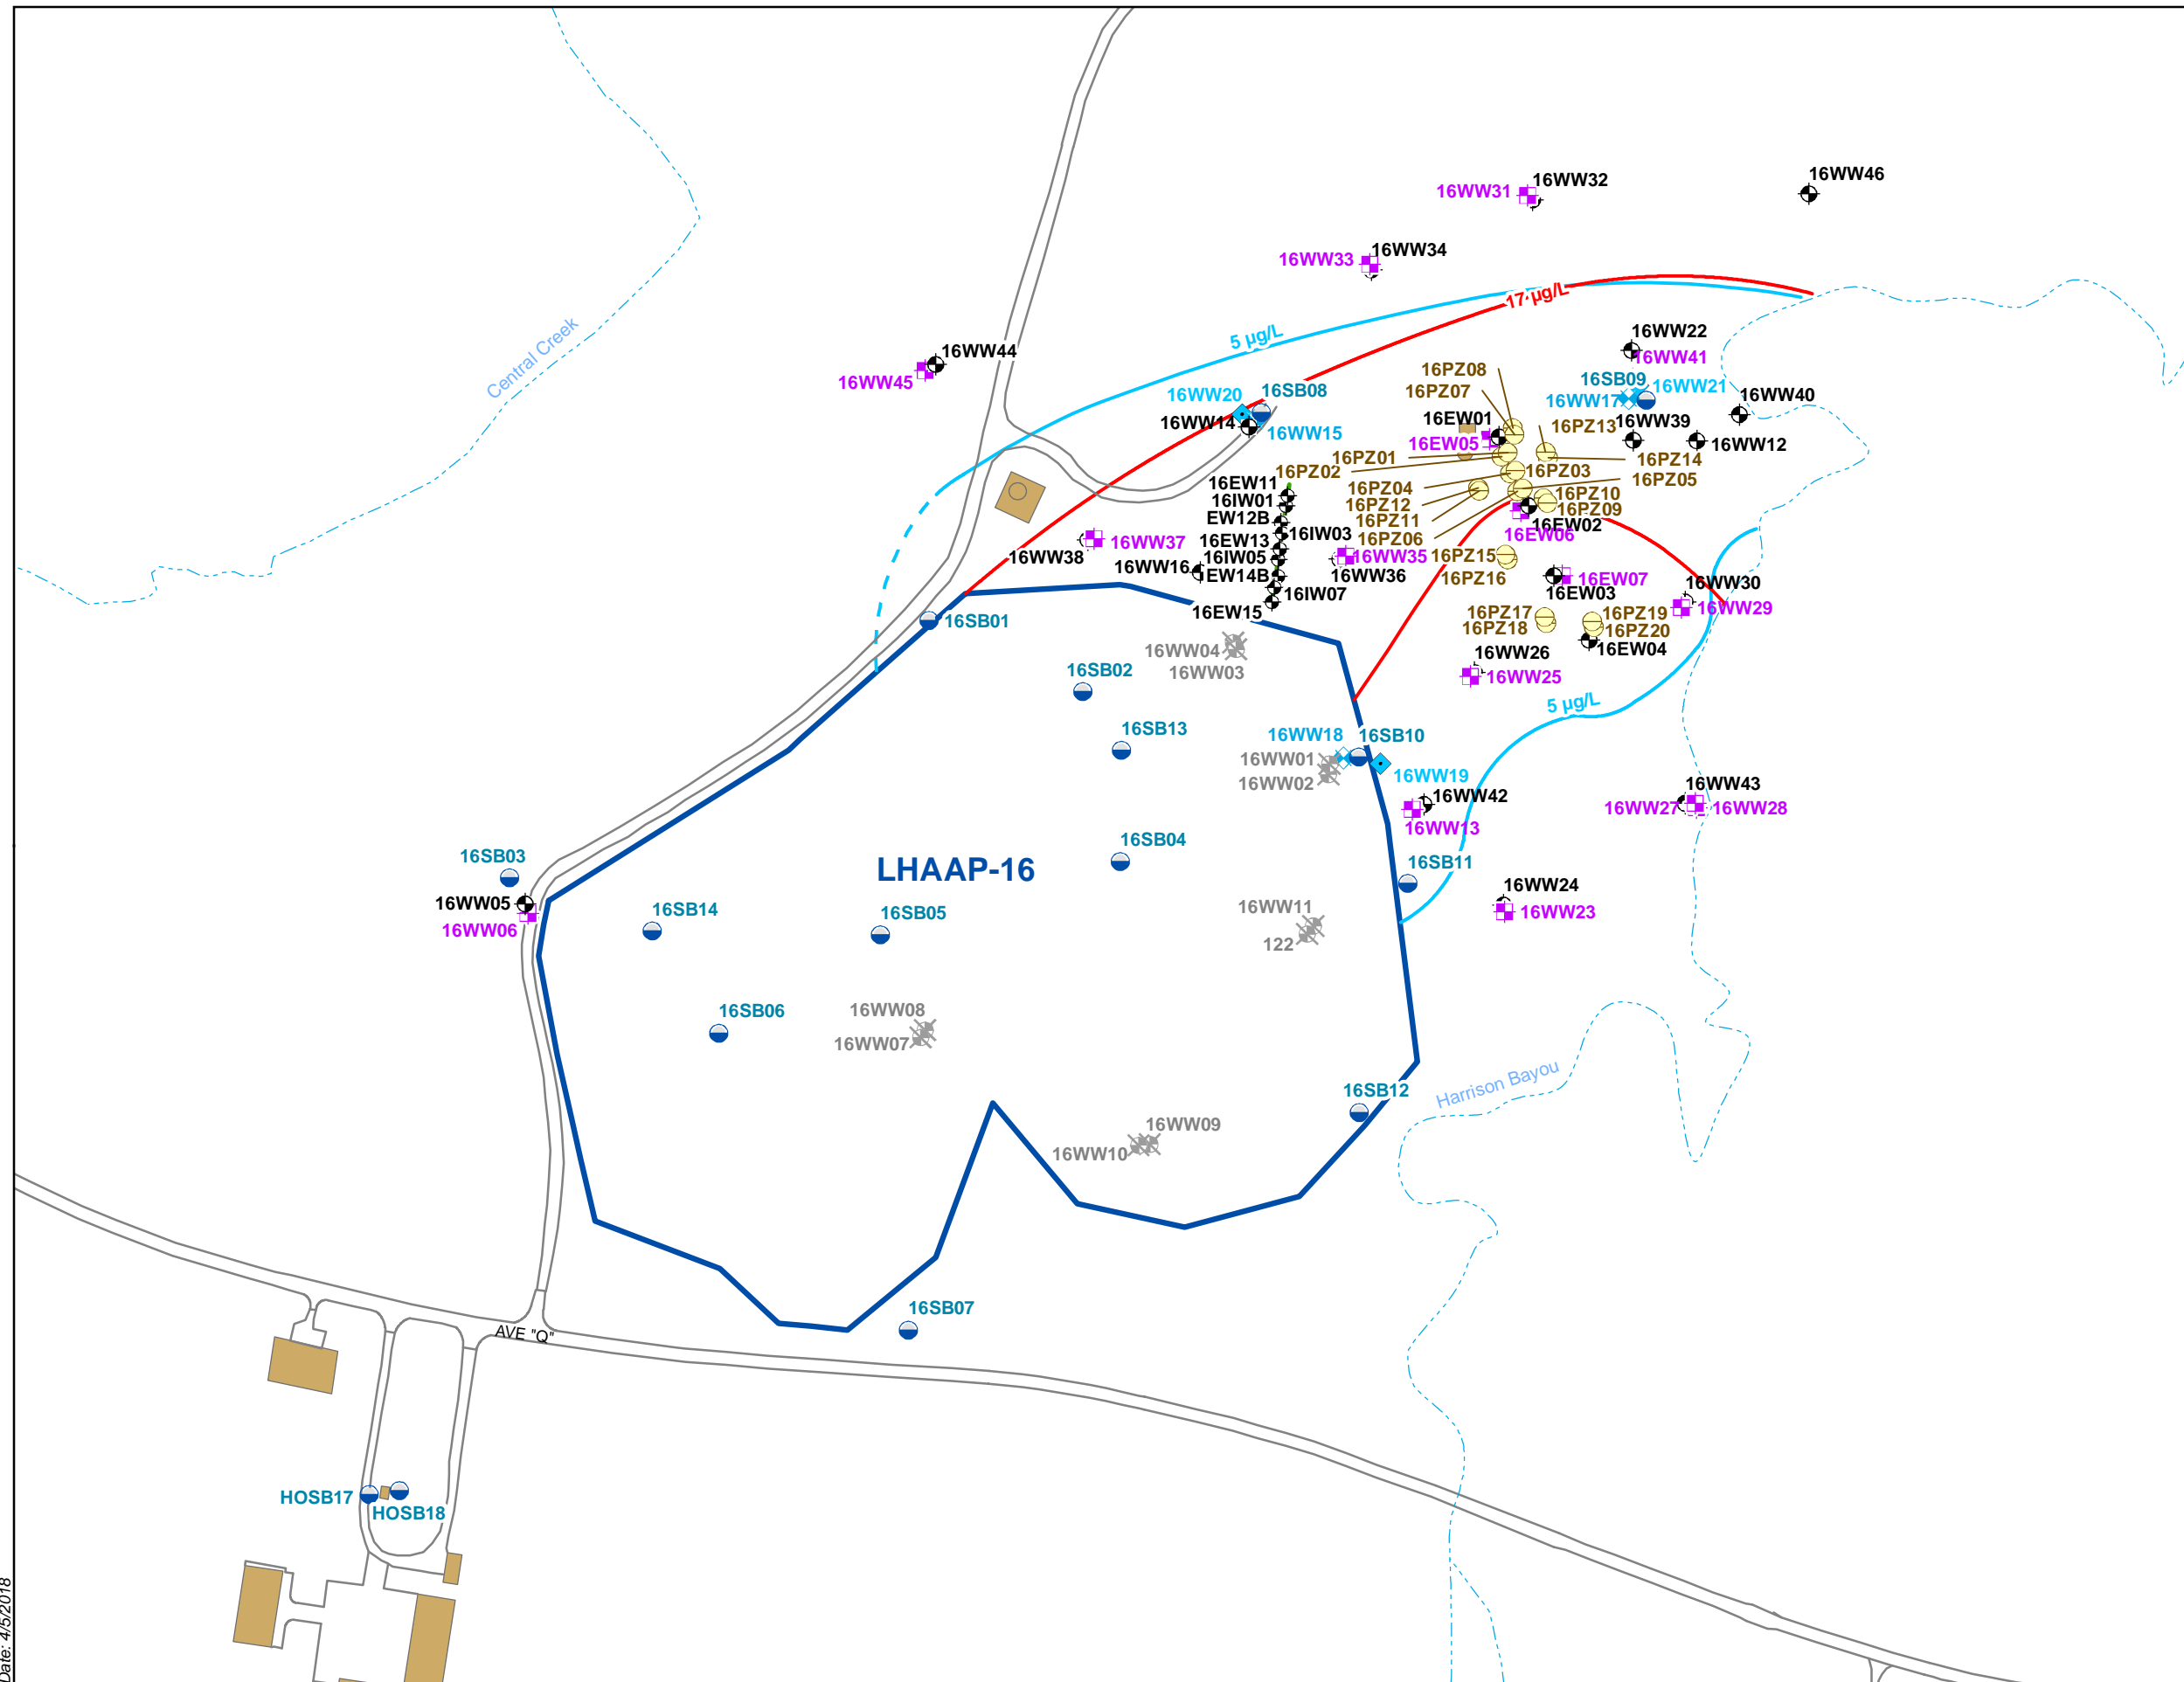 16WW32
16WW31
16WW46
16WW34
16WW33
17 µg/L
5 µg/L
Central Creek
16WW44
16WW45
16WW22
16WW41
16PZ08
16PZ07
16SB09
16WW21
16WW17
16WW20
16SB08
16WW14
16WW15
16EW01
16EW05
16PZ13
16WW39
16WW40
16WW12
16PZ01
16PZ02
16PZ03
16PZ14
16PZ05
16PZ04
16PZ12
16PZ11
16PZ06
16PZ10
16PZ09
16EW02
16EW06
16EW11
16IW01
EW12B
16IW03
16EW13
16IW05
EW14B
16IW07
16EW15
16WW37
16WW38
16WW16
16WW35
16WW36
16PZ15
16PZ16
16EW07
16EW03
16WW30
16WW29
16PZ17
16PZ18
16PZ19
16PZ20
16EW04
16SB01
16WW04
16WW03
16WW26
16WW25
16SB02
5 µg/L
16SB13
16WW18
16SB10
16WW01
16WW02
16WW19
16WW42
16WW13
16WW43
16WW27
16WW28
16SB03
16SB04
LHAAP-16
16SB11
16WW05
16WW06
16WW24
16WW23
16SB14
16SB05
16WW11
122
16SB06
16WW08
16WW07
Harrison Bayou
16SB12
16WW09
16WW10
16SB07
AVE "Q"
HOSB17
HOSB18
Date: 4/5/2018